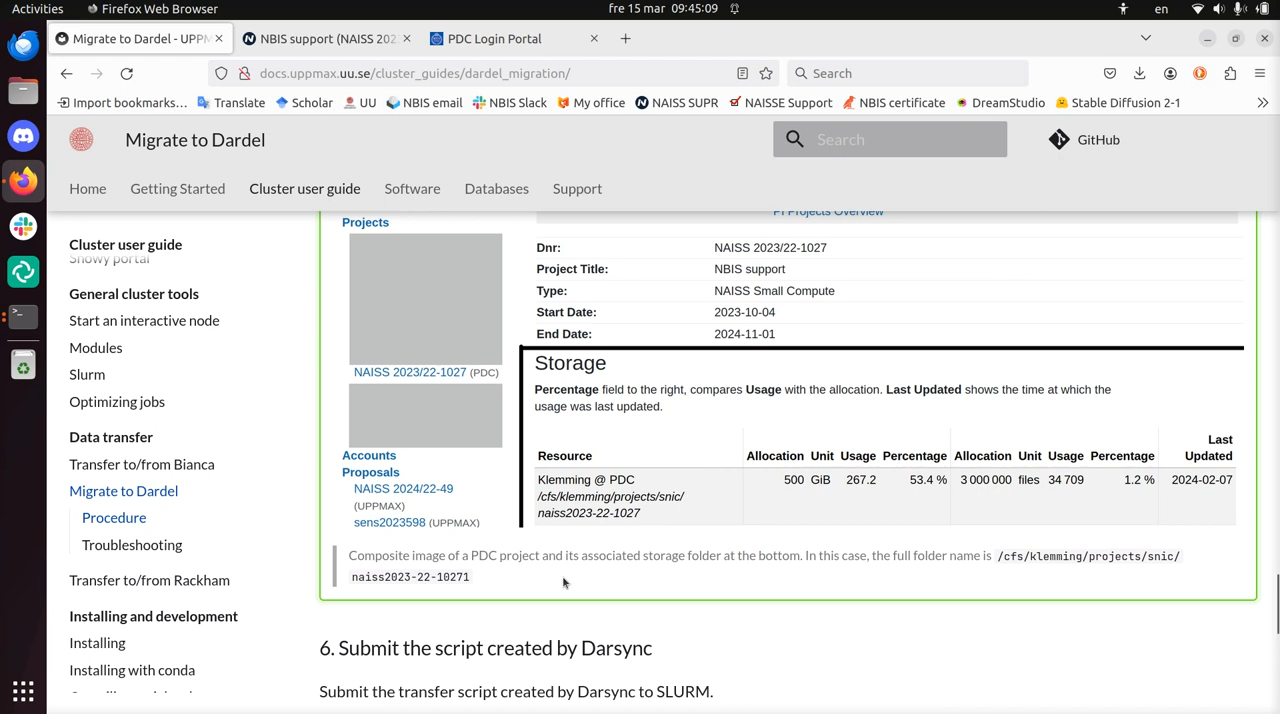 Activities Firefox Web Browser fre 15 mar 09:45:09 en
Migrate to Dardel - UPPM NBIS support (NAISS 202 PDC Login Portal
docs.uppmax.uu.se/cluster_guides/dardel_migration/ Search
Import bookmarks... Translate Scholar UU NBIS email NBIS Slack My office NAISS SUPR NAISSE Support NBIS certificate DreamStudio Stable Diffusion 2-1
Migrate to Dardel Search GitHub
Home Getting Started Cluster user guide Software Databases Support
PI Projects Overview
Cluster user guide
Snowy portal
General cluster tools
Start an interactive node
Modules
Slurm
Optimizing jobs
Data transfer
Transfer to/from Bianca
Migrate to Dardel
Procedure
Troubleshooting
Transfer to/from Rackham
Installing and development
Installing
Installing with conda
Projects
NAISS 2023/22-1027 (PDC)
Accounts
Proposals
NAISS 2024/22-49
(UPPMAX)
sens2023598 (UPPMAX)
Dnr: NAISS 2023/22-1027
Project Title: NBIS support
Type: NAISS Small Compute
Start Date: 2023-10-04
End Date: 2024-11-01
Storage
Percentage field to the right, compares Usage with the allocation. Last Updated shows the time at which the
usage was last updated.
Resource Allocation Unit Usage Percentage Allocation Unit Usage Percentage Last Updated
Klemming @ PDC 500 GiB 267.2 53.4 % 3 000 000 files 34 709 1.2 % 2024-02-07
/cfs/klemming/projects/snic/
naiss2023-22-1027
Composite image of a PDC project and its associated storage folder at the bottom. In this case, the full folder name is /cfs/klemming/projects/snic/
naiss2023-22-10271
6. Submit the script created by Darsync
Submit the transfer script created by Darsync to SLURM.